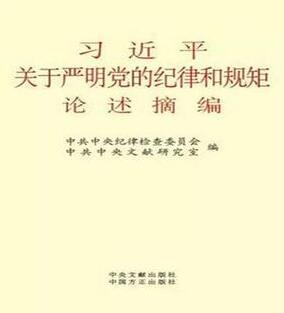 习近平
关于严明党的纪律和规矩
论述摘编
中共中央纪律检查委员会
中共中央文献研究室 编
中央文献出版社
中国方正出版社